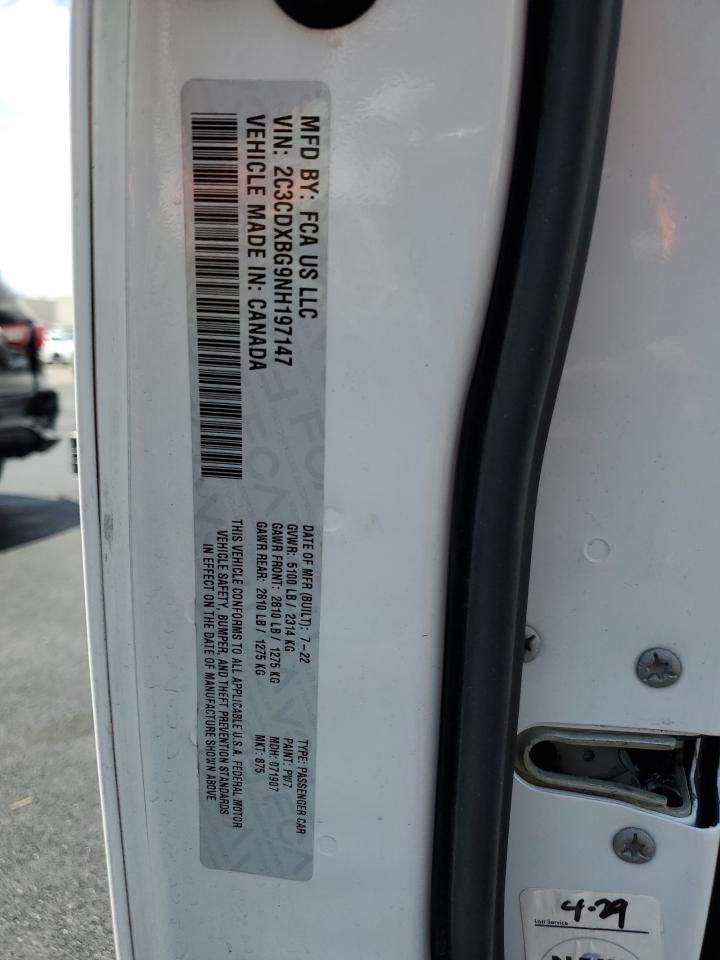 MFD BY: FCA US LLC
VIN: 2C3CDXBG9NH197147
VEHICLE MADE IN: CANADA
DATE OF MFR (BUILT): 7-22
GVWR: 5100 LB / 2314 KG
GAWR FRONT: 2810 LB / 1275 KG
GAWR REAR: 2810 LB / 1275 KG
TYPE: PASSENGER CAR
PAINT: PW7
MDH: 071907
MKT: 875
THIS VEHICLE CONFORMS TO ALL APPLICABLE U.S.A. FEDERAL MOTOR
VEHICLE SAFETY, BUMPER, AND THEFT PREVENTION STANDARDS
IN EFFECT ON THE DATE OF MANUFACTURE SHOWN ABOVE
4-29
Last Service